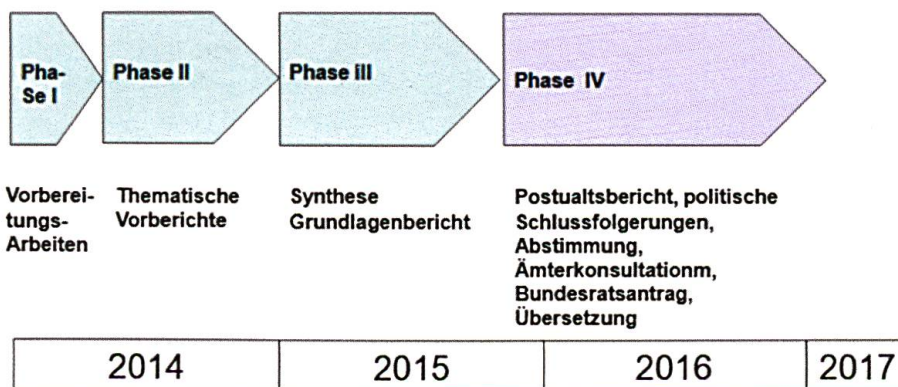 Pha-
Se I
Phase II
Phase iii
Phase IV
Vorberei-
tungs-
Arbeiten
Thematische
Vorberichte
Synthese
Grundlagenbericht
Postualtsbericht, politische
Schlussfolgerungen,
Abstimmung,
Ämterkonsultationm,
Bundesratsantrag,
Übersetzung
2014
2015
2016
2017